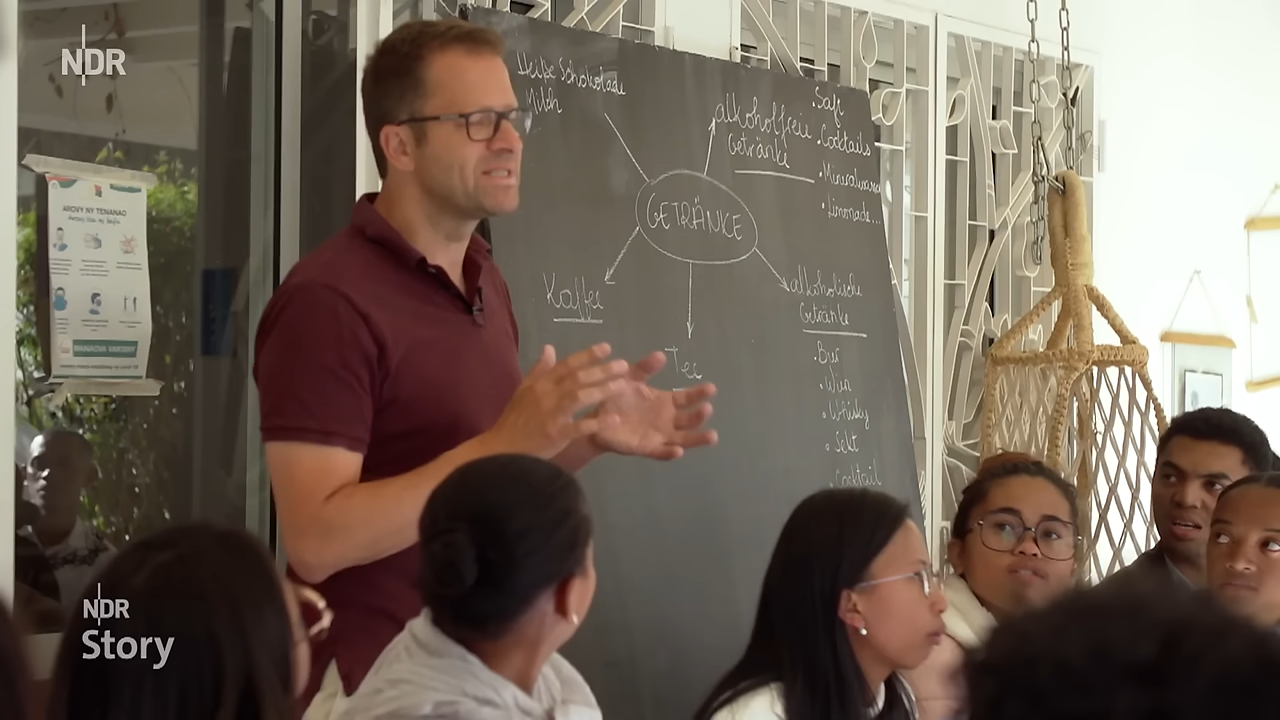 NDR
Heiße Schokolade
Milch
alkoholfreie
Getränke
.Saft
.Cocktails
.Mineralwasse
.Limonade...
GETRÄNKE
Kaffee
Tee
alkoholische
Getränke
.Bier
.Wein
.Whisky
.Sekt
.Cocktail
AROVY NY TENANAO
NDR
Story